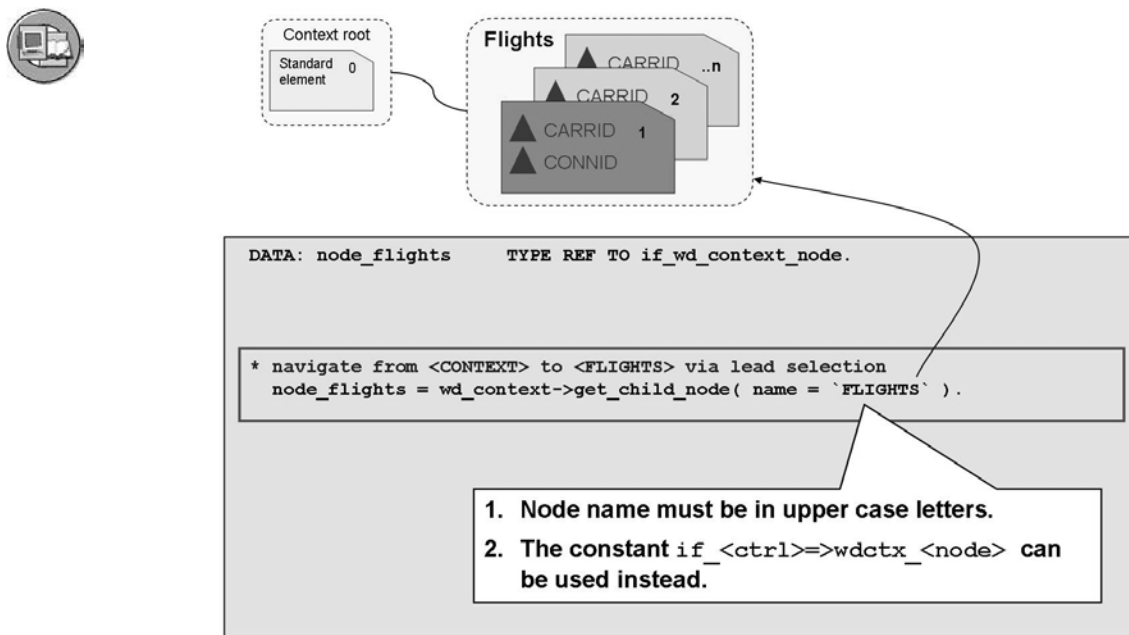 Context root
Standard element 0
Flights
CARRID ..n
CARRID 2
CARRID 1
CONNID
DATA: node_flights TYPE REF TO if_wd_context_node.
* navigate from <CONTEXT> to <FLIGHTS> via lead selection
node_flights = wd_context->get_child_node( name = `FLIGHTS` ).
1. Node name must be in upper case letters.
2. The constant if_<ctrl>=>wdctx_<node> can
be used instead.